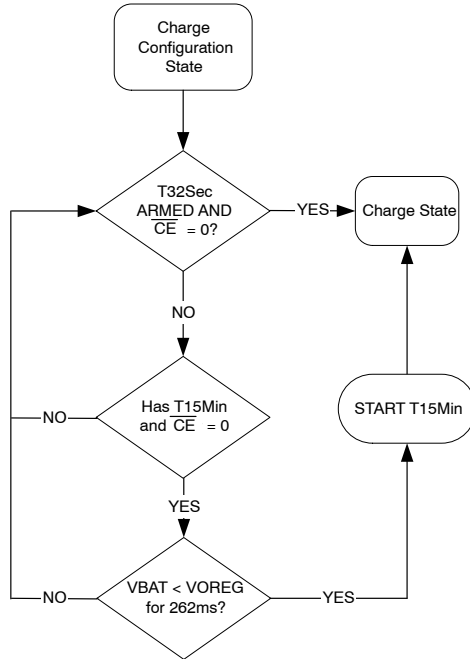 Charge
Configuration
State
T32Sec
ARMED AND
CE = 0?
YES
Charge State
NO
Has T15Min
and CE = 0
NO
START T15Min
YES
VBAT < VOREG
for 262ms?
NO
YES